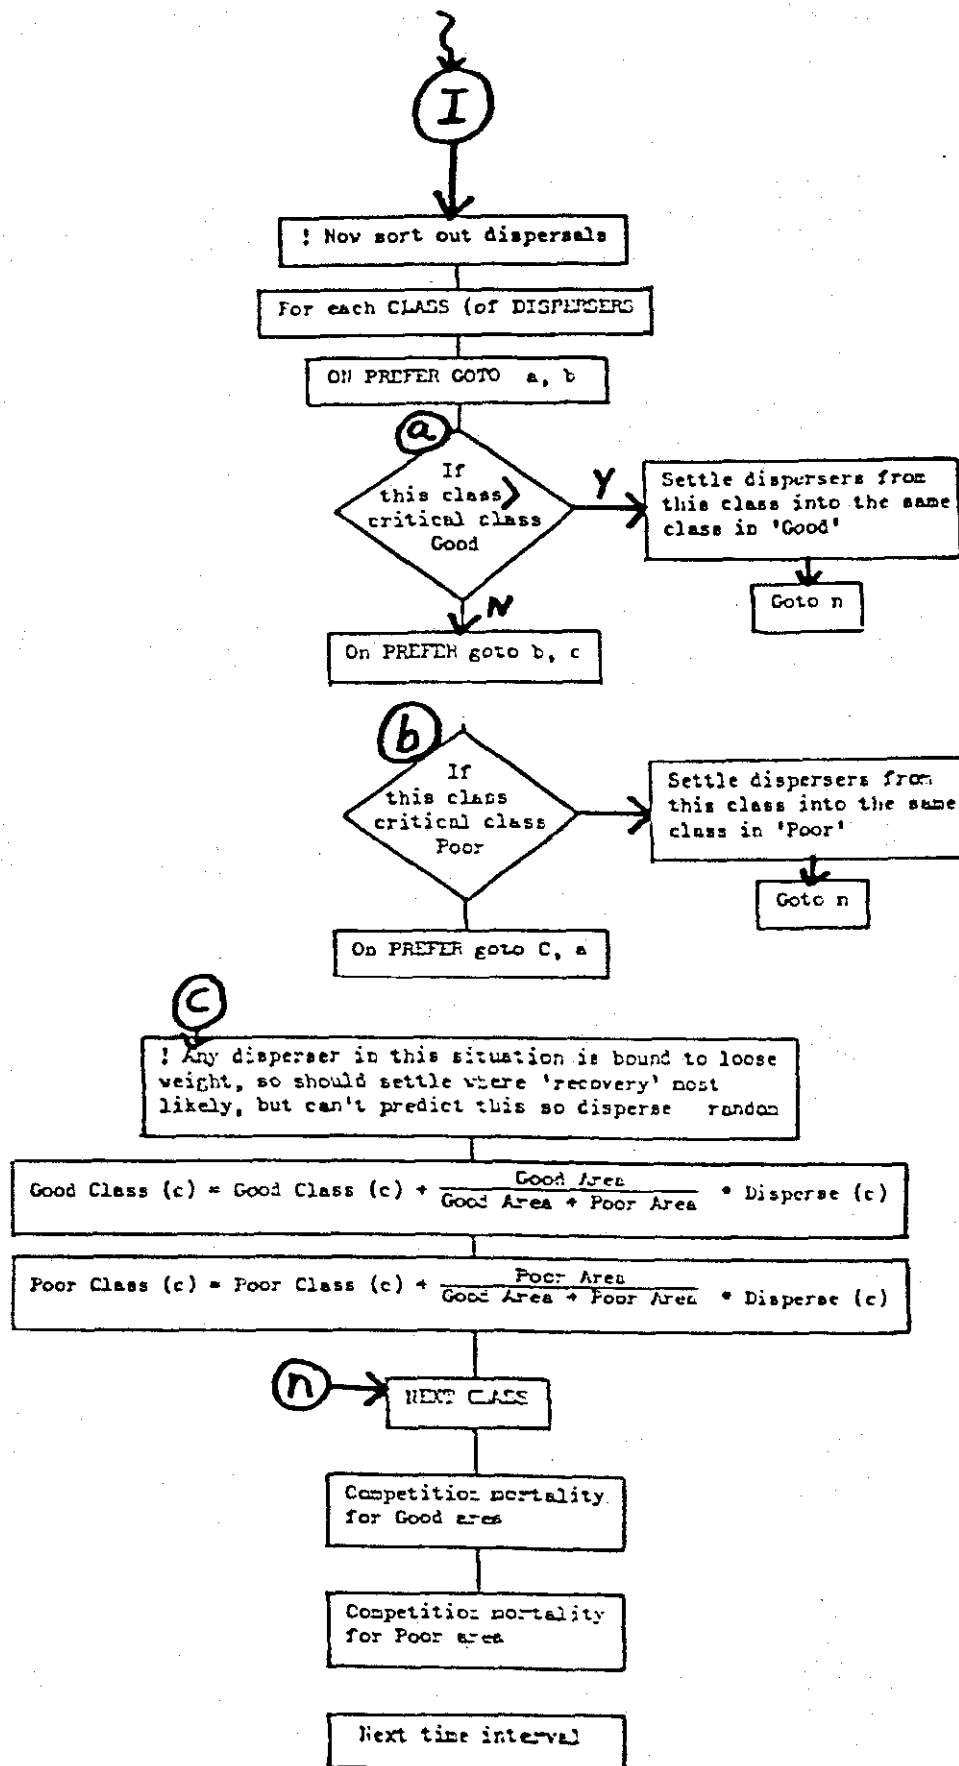 I
! Now sort out dispersals
For each CLASS (of DISPERSERS
ON PREFER GOTO a, b
a
If
this class >
critical class
Good
Y
Settle dispersers from
this class into the same
class in 'Good'
Goto n
N
On PREFER goto b, c
b
If
this class
critical class
Poor
Settle dispersers from
this class into the same
class in 'Poor'
Goto n
On PREFER goto C, a
C
! Any disperser in this situation is bound to loose
weight, so should settle where 'recovery' most
likely, but can't predict this so disperse random
Good Class (c) = Good Class (c) + Good Area / Good Area + Poor Area * Disperse (c)
Poor Class (c) = Poor Class (c) + Poor Area / Good Area + Poor Area * Disperse (c)
n
NEXT CLASS
Competition mortality
for Good area
Competition mortality
for Poor area
Next time interval